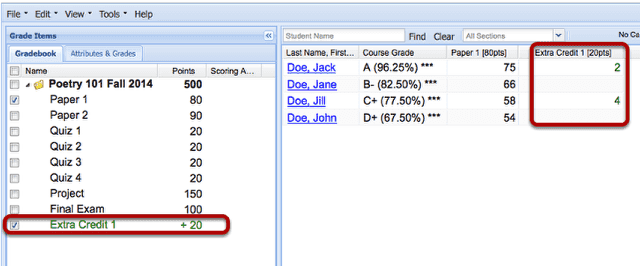 File Edit View Tools Help
Grade Items
Gradebook Attributes & Grades
Name Points Scoring A...
Poetry 101 Fall 2014 500
Paper 1 80
Paper 2 90
Quiz 1 20
Quiz 2 20
Quiz 3 20
Quiz 4 20
Project 150
Final Exam 100
Extra Credit 1 + 20
Student Name Find Clear All Sections No Ca
Last Name, First... Course Grade Paper 1 [80pts] Extra Credit 1 [20pts]
Doe, Jack A (96.25%) *** 75 2
Doe, Jane B- (82.50%) *** 66
Doe, Jill C+ (77.50%) *** 58 4
Doe, John D+ (67.50%) *** 54